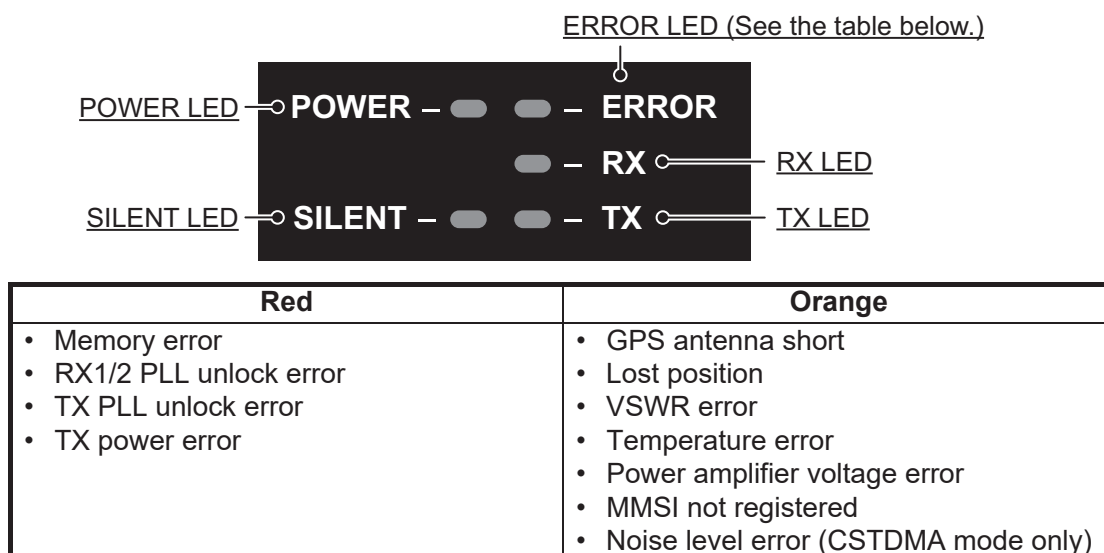 ERROR LED (See the table below.)
POWER LED POWER – – ERROR
– RX RX LED
SILENT LED SILENT – – TX TX LED
Red Orange
• Memory error
• RX1/2 PLL unlock error
• TX PLL unlock error
• TX power error
• GPS antenna short
• Lost position
• VSWR error
• Temperature error
• Power amplifier voltage error
• MMSI not registered
• Noise level error (CSTDMA mode only)